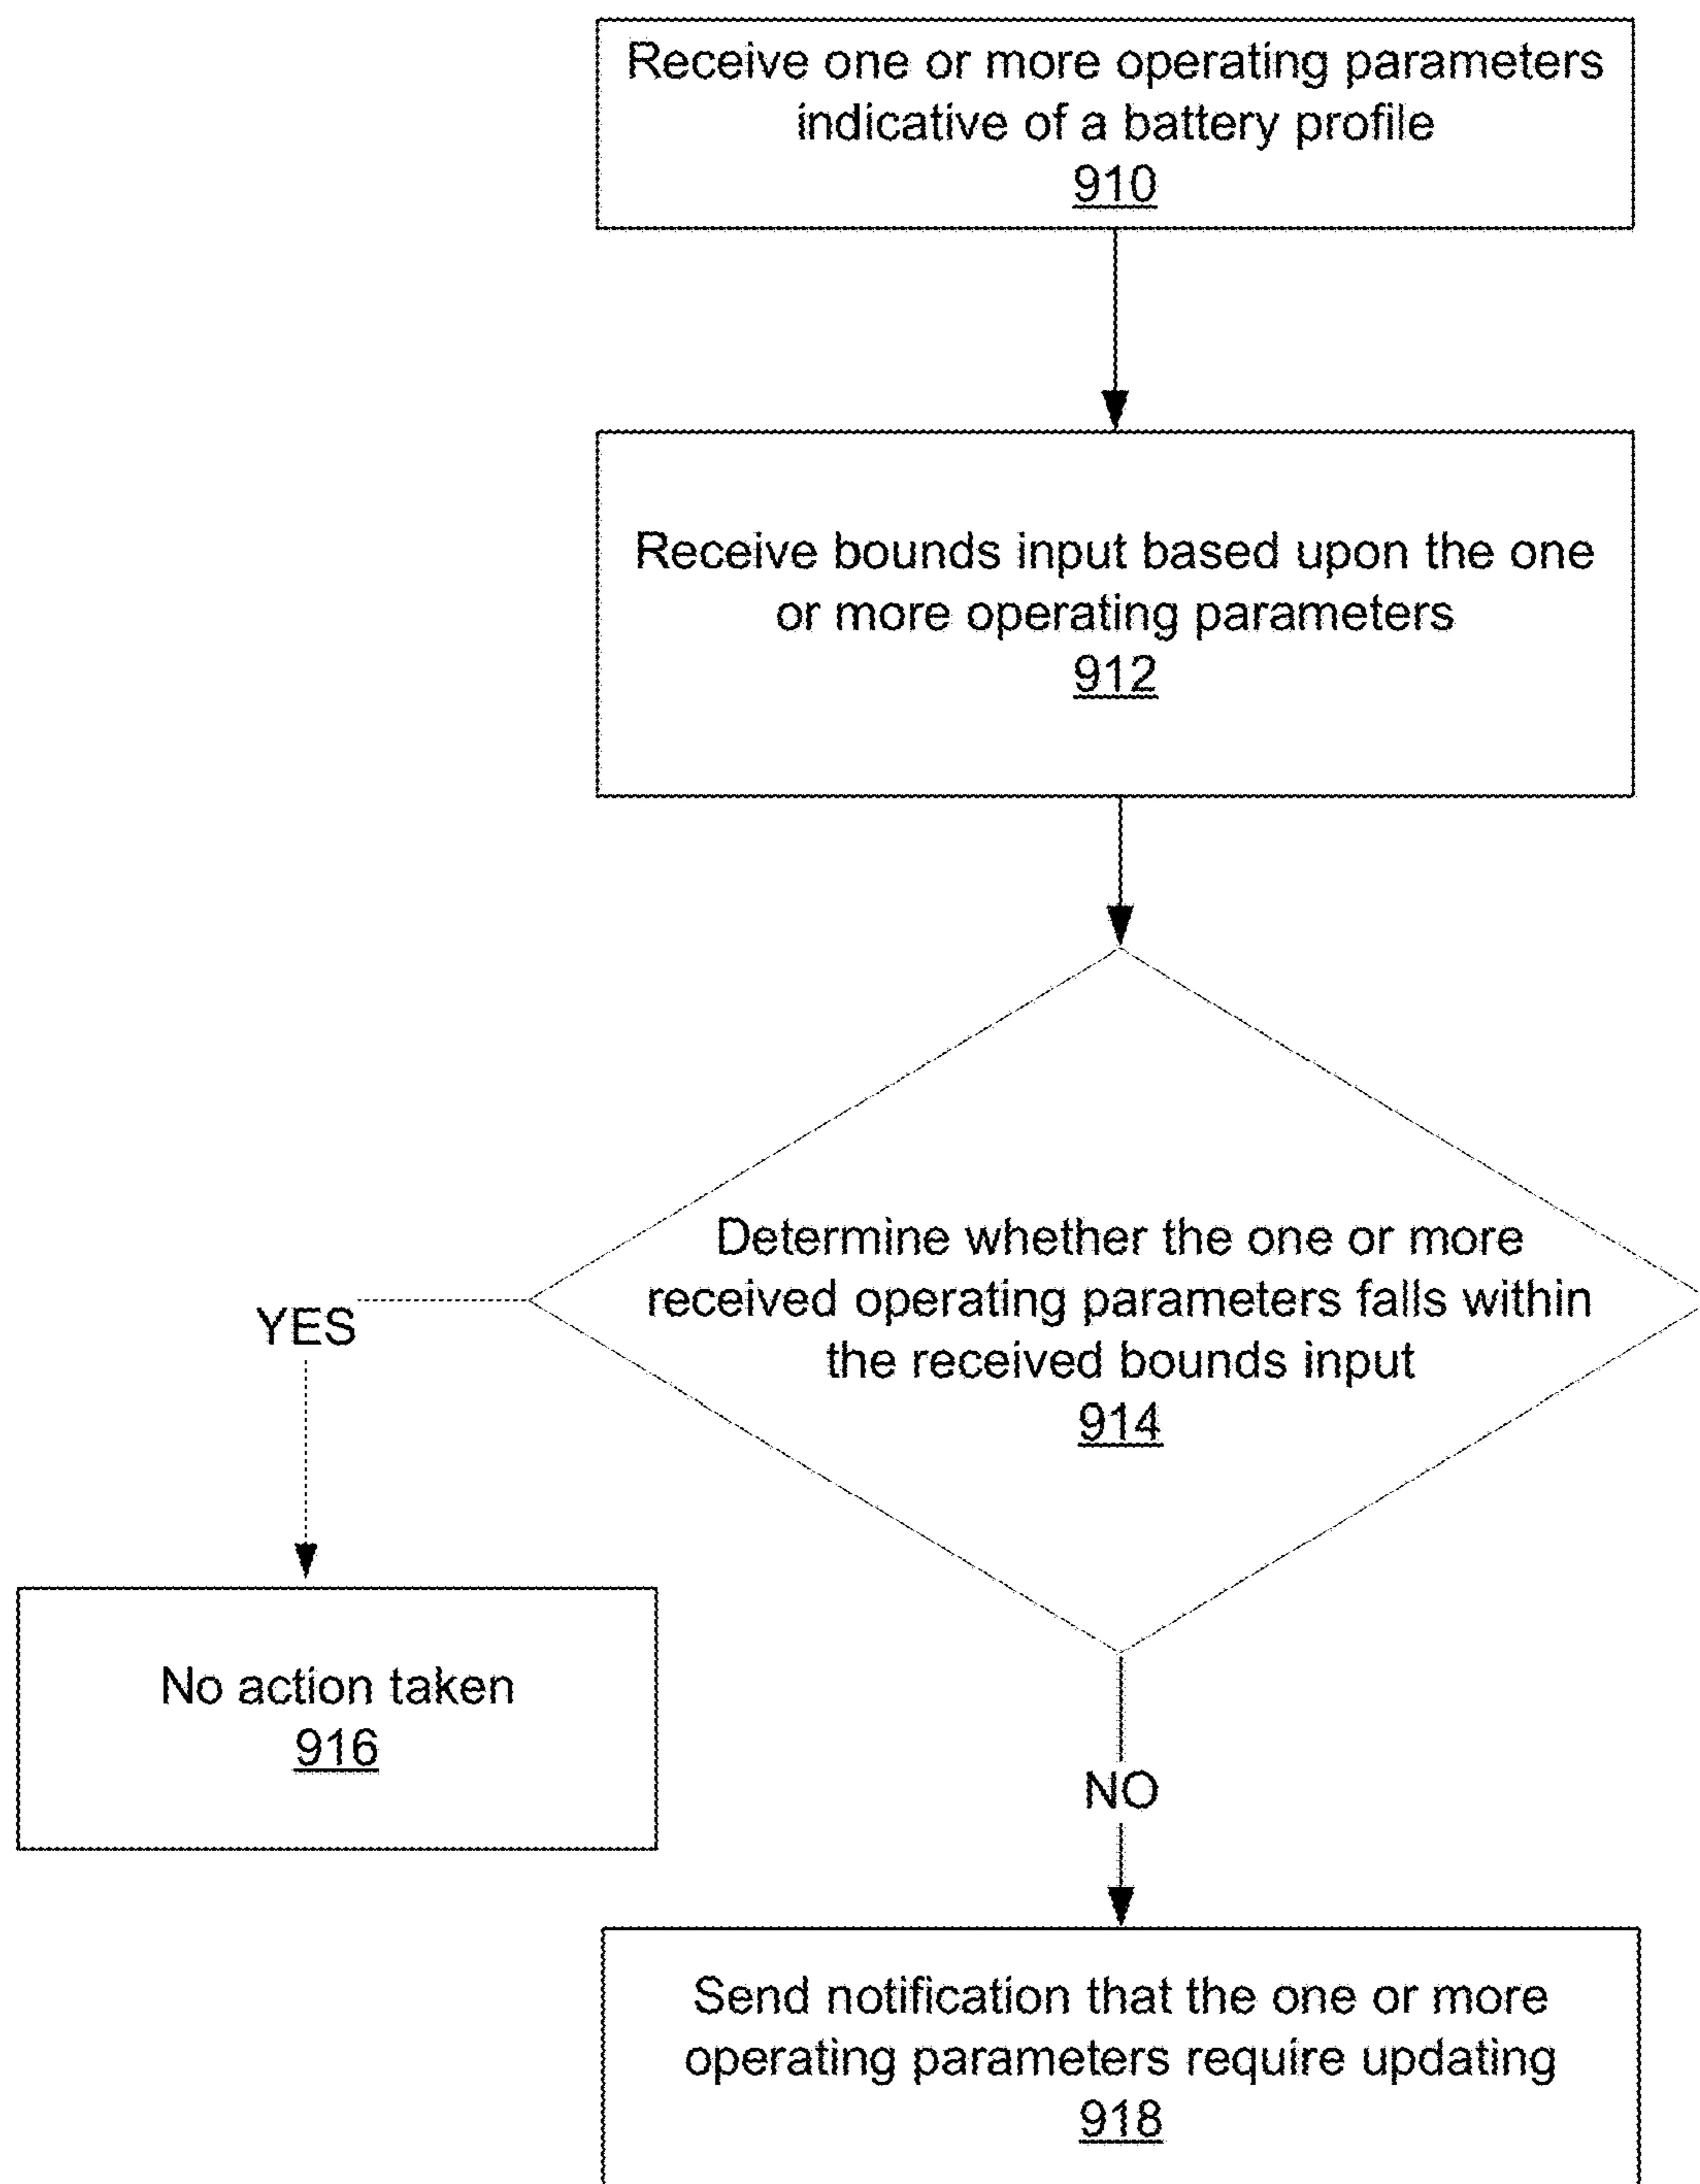 Receive one or more operating parameters
indicative of a battery profile
910
Receive bounds input based upon the one
or more operating parameters
912
Determine whether the one or more
received operating parameters falls within
the received bounds input
914
YES
No action taken
916
NO
Send notification that the one or more
operating parameters require updating
918